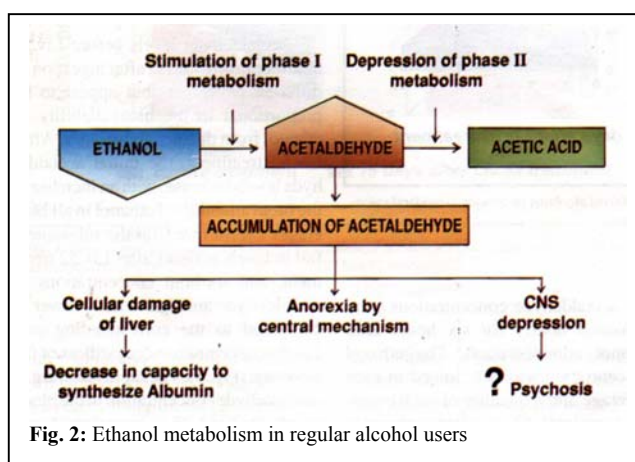 Stimulation of phase I
metabolism
Depression of phase II
metabolism
ETHANOL
ACETALDEHYDE
ACETIC ACID
ACCUMULATION OF ACETALDEHYDE
Cellular damage
of liver
Anorexia by
central mechanism
CNS
depression
Decrease in capacity to
synthesize Albumin
? Psychosis
Fig. 2: Ethanol metabolism in regular alcohol users